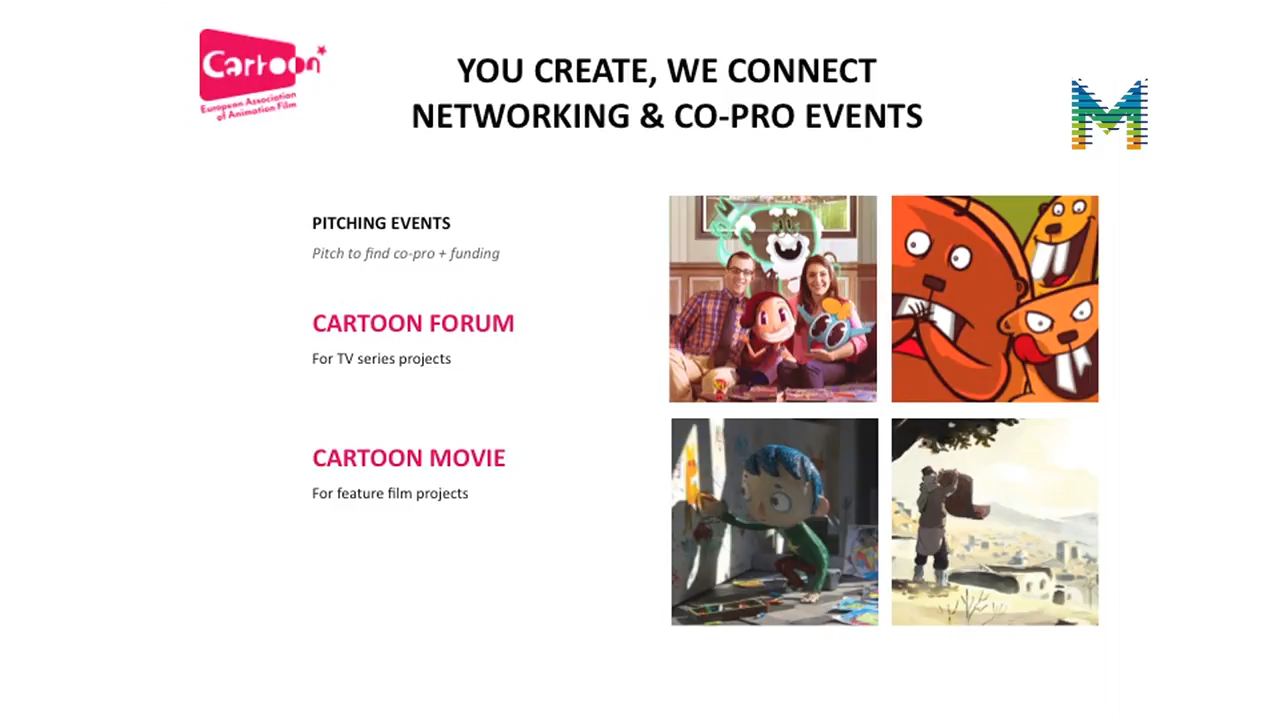 Cartoon
European Association
of Animation Film
YOU CREATE, WE CONNECT
NETWORKING & CO-PRO EVENTS
M
PITCHING EVENTS
Pitch to find co-pro + funding
CARTOON FORUM
For TV series projects
CARTOON MOVIE
For feature film projects